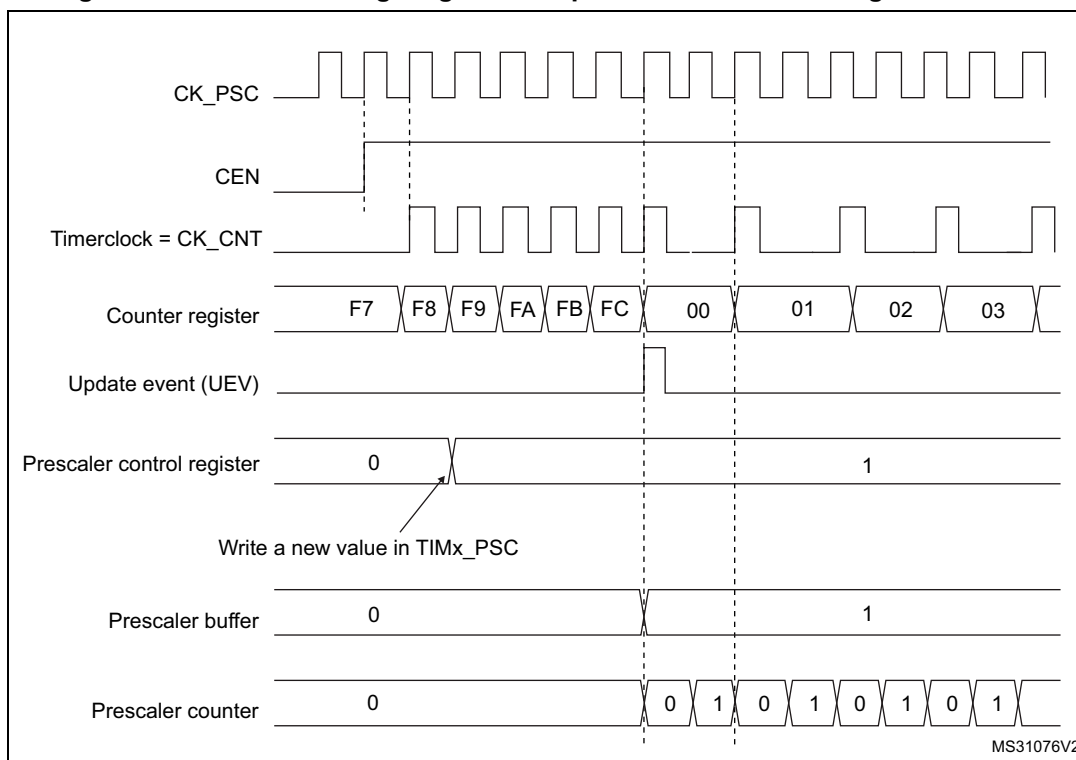 CK_PSC
CEN
Timerclock = CK_CNT
Counter register F7 F8 F9 FA FB FC 00 01 02 03
Update event (UEV)
Prescaler control register 0 1
Write a new value in TIMx_PSC
Prescaler buffer 0 1
Prescaler counter 0 0 1 0 1 0 1 0 1
MS31076V2